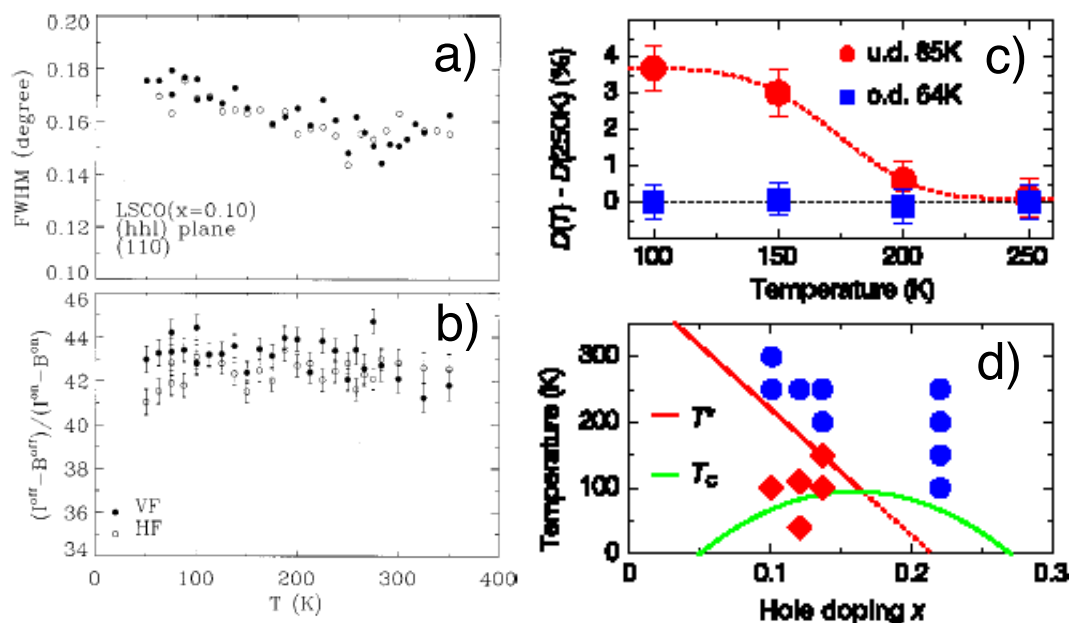 a)
FWHM (degree)
0.20
0.18
0.16
0.14
0.12
0.10
LSCO(x=0.10)
(hhl) plane
(110)
b)
(I^off−B^off)/(I^on−B^on)
46
44
42
40
38
36
34
VF
HF
0 100 200 300 400
T (K)
c)
D(T) - D(250K) (%)
4
3
2
1
0
u.d. 85K
o.d. 64K
100 150 200 250
Temperature (K)
d)
Temperature (K)
300
200
100
0
T*
T_c
0 0.1 0.2 0.3
Hole doping x